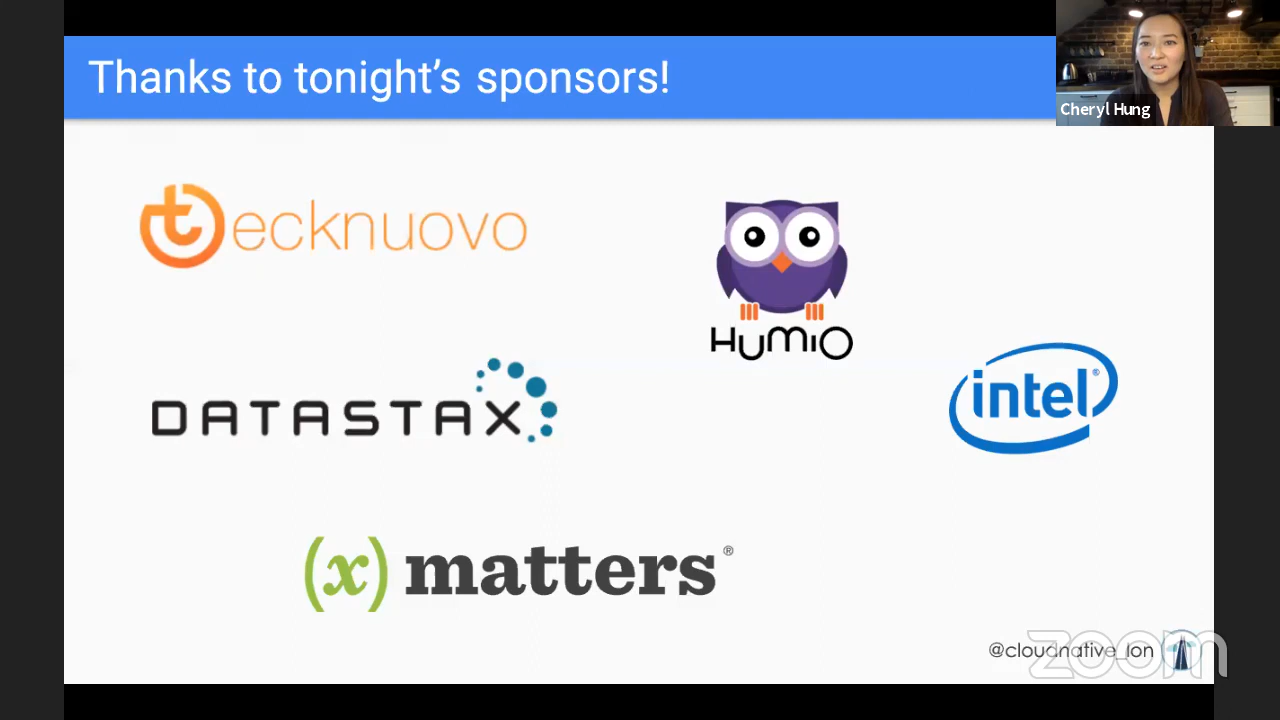 Thanks to tonight's sponsors!
Cheryl Hung
tecknuovo
HUMIO
DATASTAX
intel®
(x) matters®
@cloudnative_lon
zoom